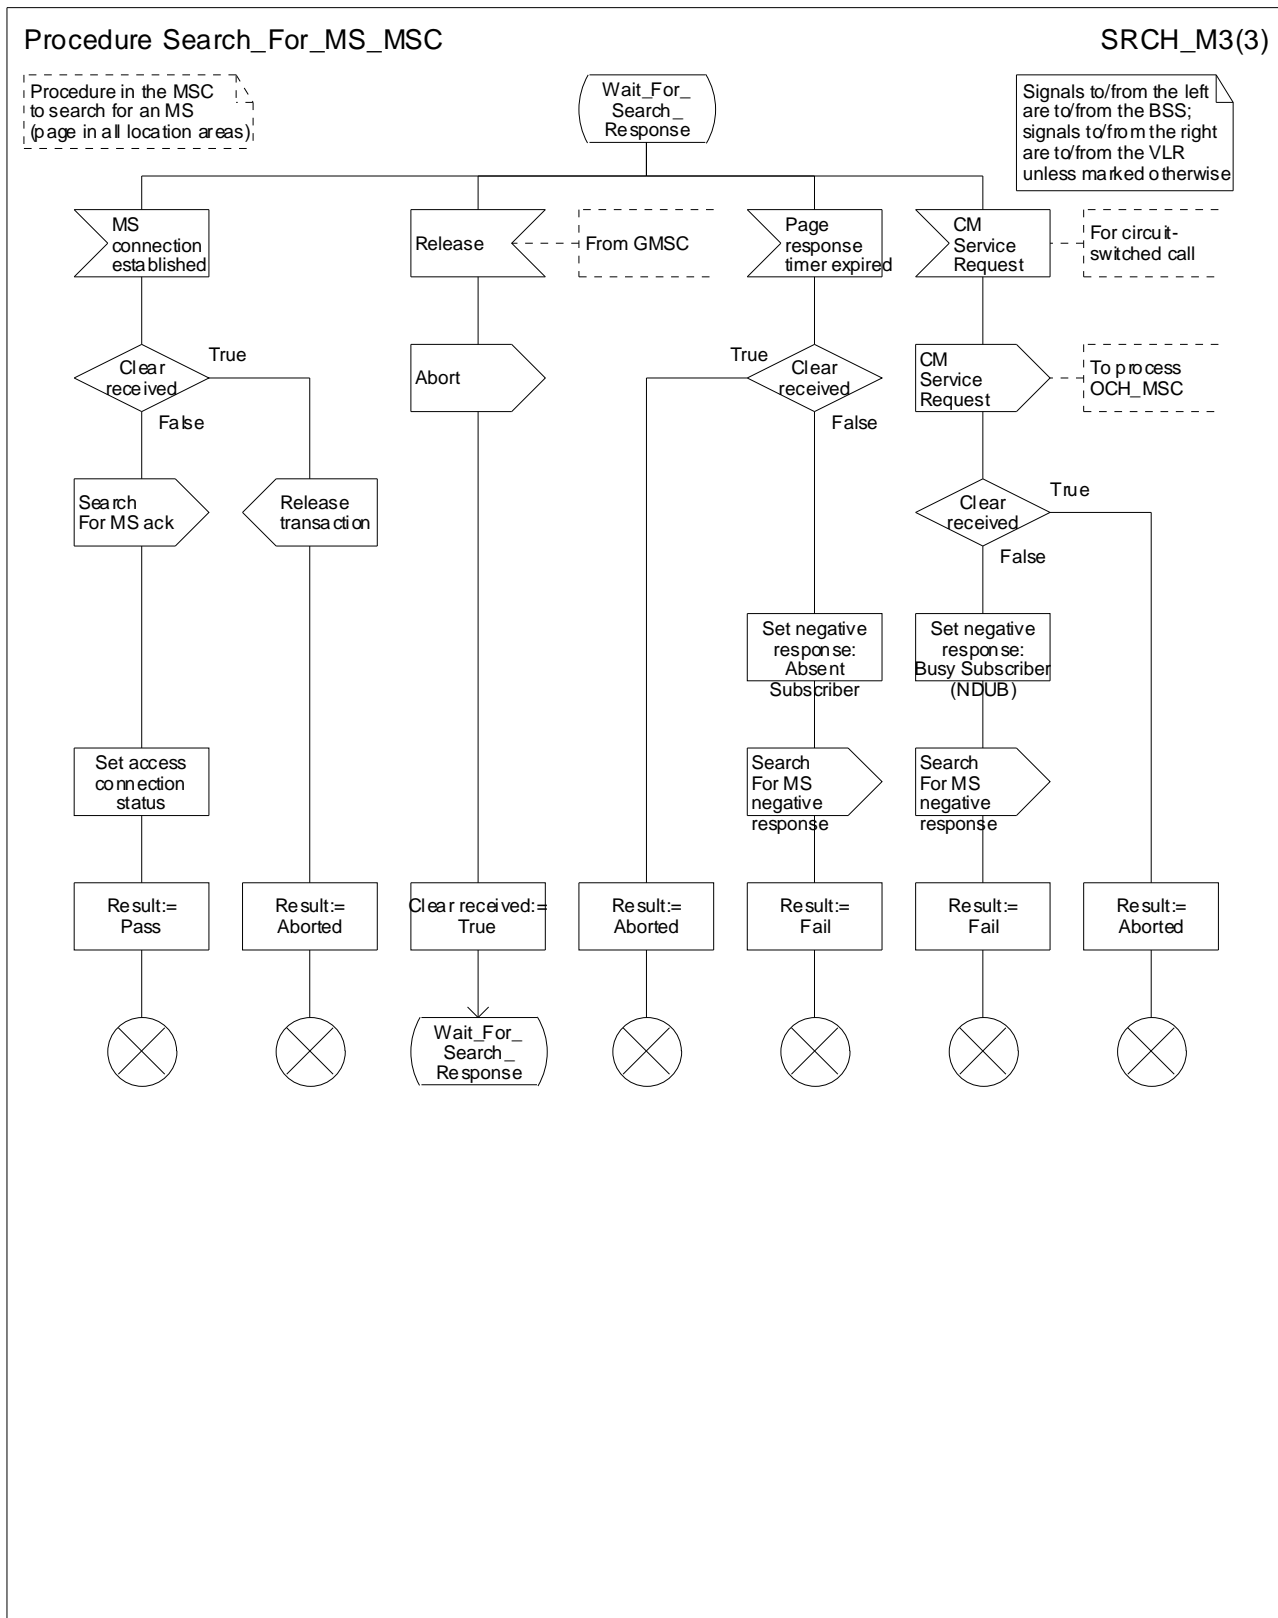 Procedure Search_For_MS_MSC
SRCH_M3(3)
Procedure in the MSC
to search for an MS
(page in all location areas)
Wait_For_
Search_
Response
Signals to/from the left
are to/from the BSS;
signals to/from the right
are to/from the VLR
unless marked otherwise
MS
connection
established
Release
From GMSC
Page
response
timer expired
CM
Service
Request
For circuit-
switched call
Clear
received
True
False
Abort
True
Clear
received
False
CM
Service
Request
To process
OCH_MSC
Search
For MS ack
Release
transaction
Clear
received
True
False
Set negative
response:
Absent
Subscriber
Set negative
response:
Busy Subscriber
(NDUB)
Set access
connection
status
Search
For MS
negative
response
Search
For MS
negative
response
Result:=
Pass
Result:=
Aborted
Clear received:=
True
Result:=
Aborted
Result:=
Fail
Result:=
Fail
Result:=
Aborted
Wait_For_
Search_
Response